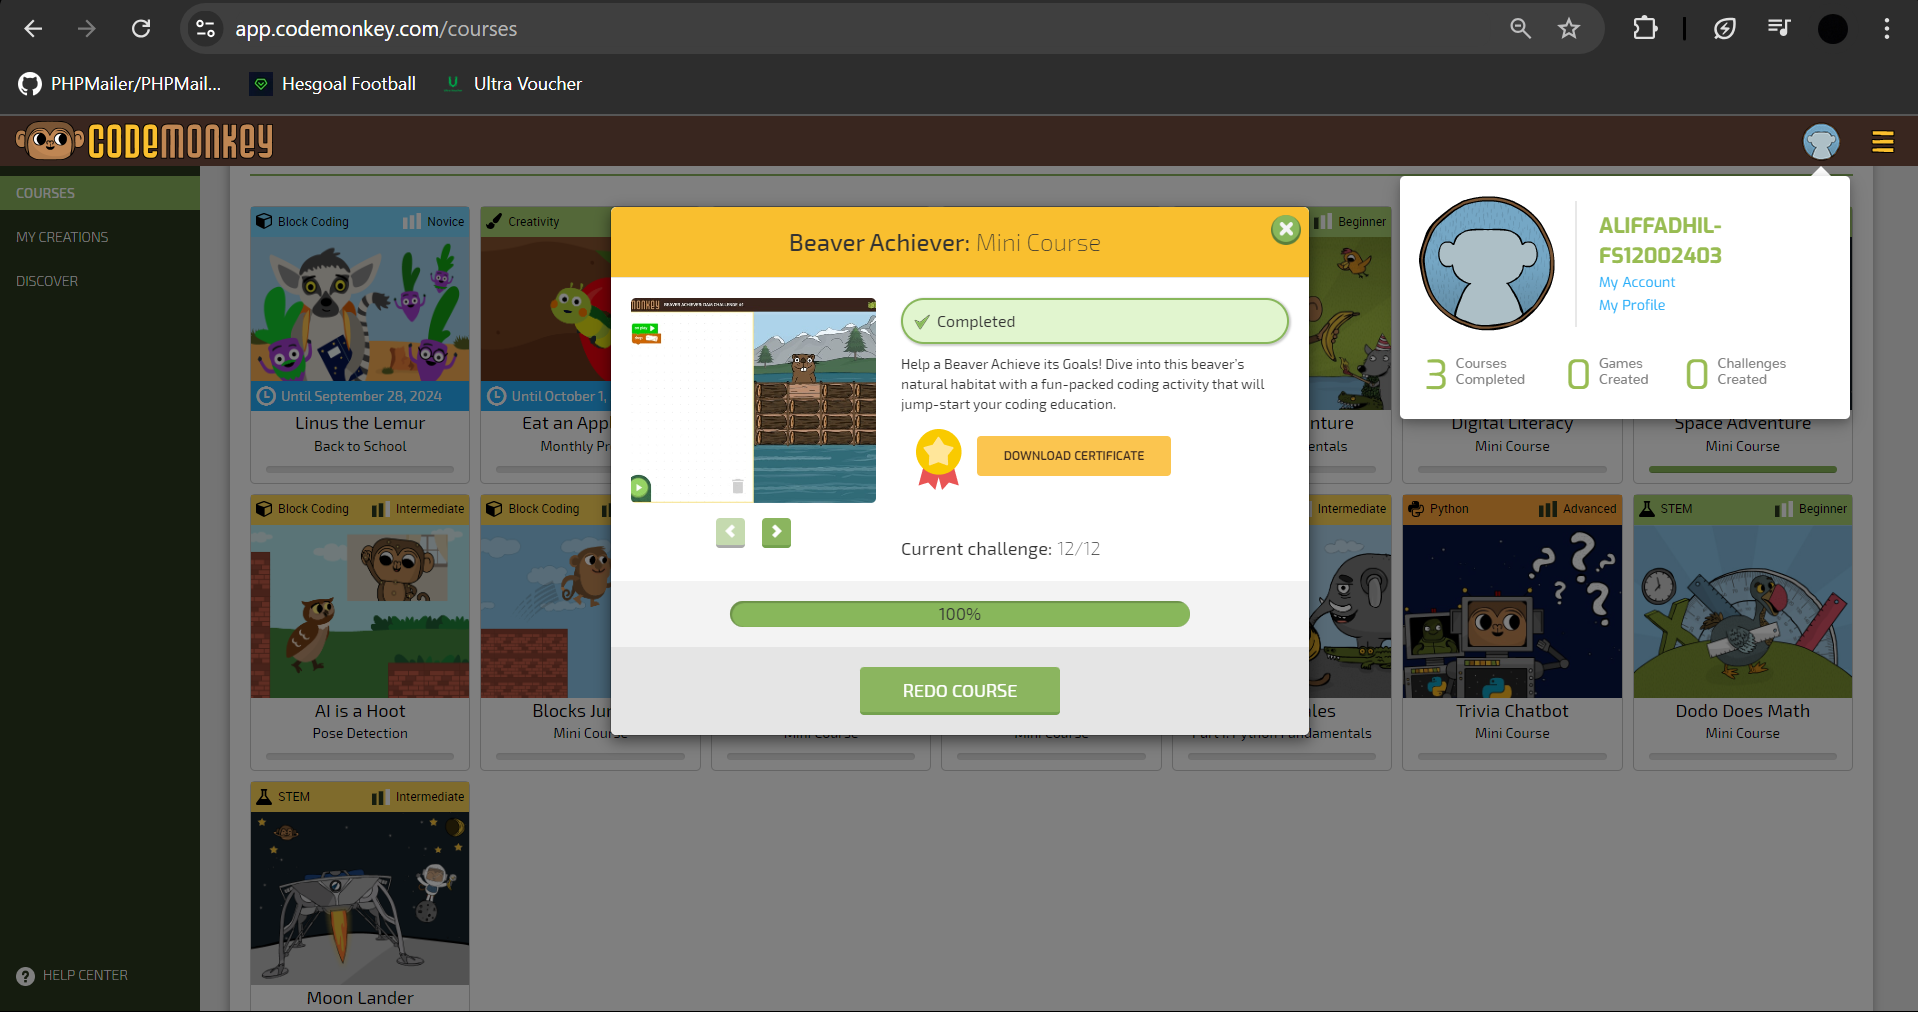 app.codemonkey.com/courses
PHPMailer/PHPMail...
Hesgoal Football
Ultra Voucher
CODEMONKEY
COURSES
MY CREATIONS
DISCOVER
HELP CENTER
ALIFFADHIL-
FS12002403
My Account
My Profile
3 Courses
Completed
0 Games
Created
0 Challenges
Created
Beaver Achiever: Mini Course
Completed
Help a Beaver Achieve its Goals! Dive into this beaver's
natural habitat with a fun-packed coding activity that will
jump-start your coding education.
DOWNLOAD CERTIFICATE
Current challenge: 12/12
100%
REDO COURSE
Block Coding Novice
Until September 28, 2024
Linus the Lemur
Back to School
Creativity
Until October 1,
Eat an App
Monthly Pr
Beginner
nture
entals
Digital Literacy
Mini Course
Space Adventure
Mini Course
Block Coding Intermediate
AI is a Hoot
Pose Detection
Block Coding
Blocks Ju
Mini Course
Mini Course
Mini Course
Intermediate
les
Part 1: Python Fundamentals
Python Advanced
Trivia Chatbot
Mini Course
STEM Beginner
Dodo Does Math
Mini Course
STEM Intermediate
Moon Lander